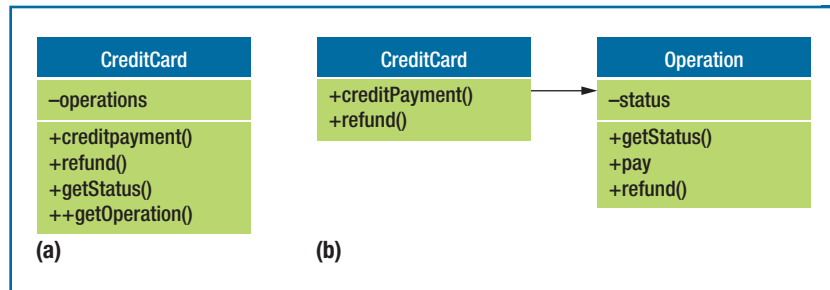 CreditCard
–operations
+creditpayment()
+refund()
+getStatus()
++getOperation()
(a)
CreditCard
+creditPayment()
+refund()
Operation
–status
+getStatus()
+pay
+refund()
(b)